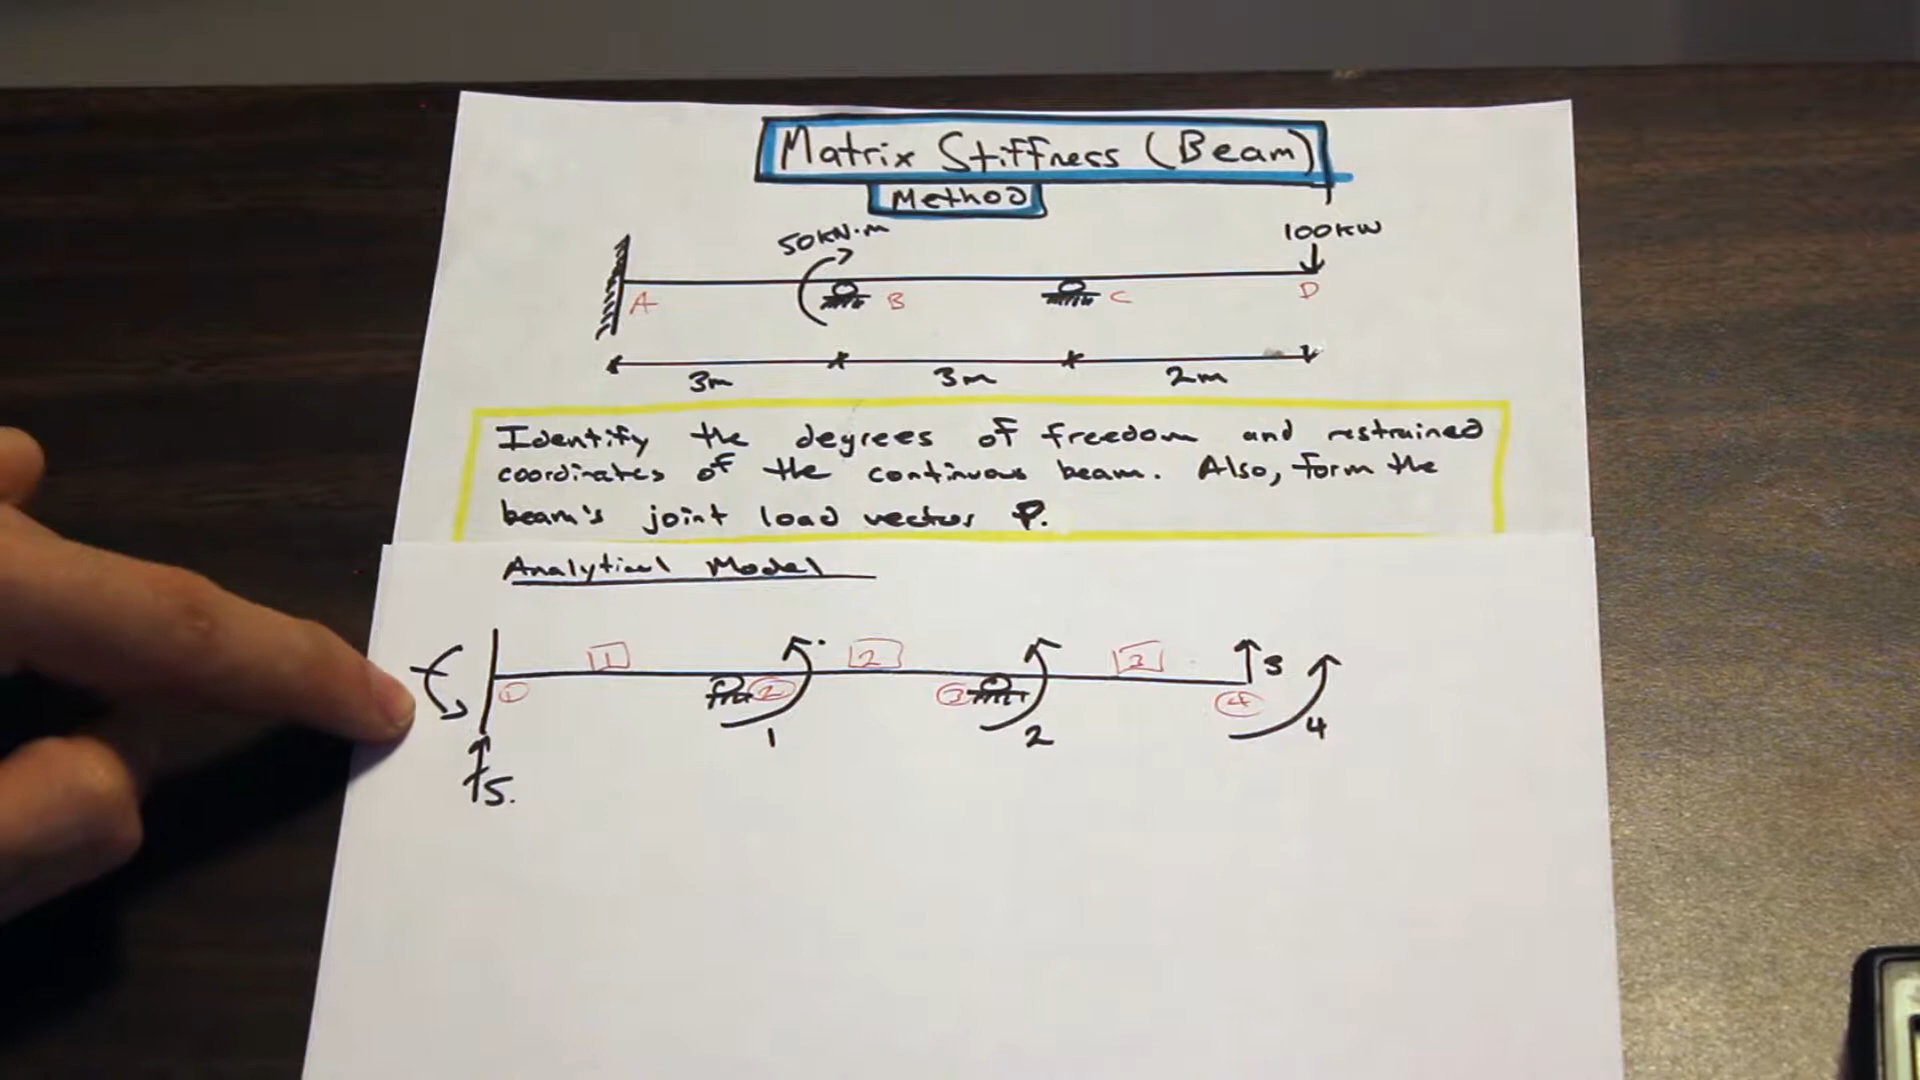 Matrix Stiffness (Beam)
Method
50kN·m
100kN
A
B
C
D
3m
3m
2m
Identify the degrees of freedom and restrained
coordinates of the continuous beam. Also, form the
beam's joint load vector P.
Analytical Model
1
2
3
3
1
2
3
4
1
2
4
5.